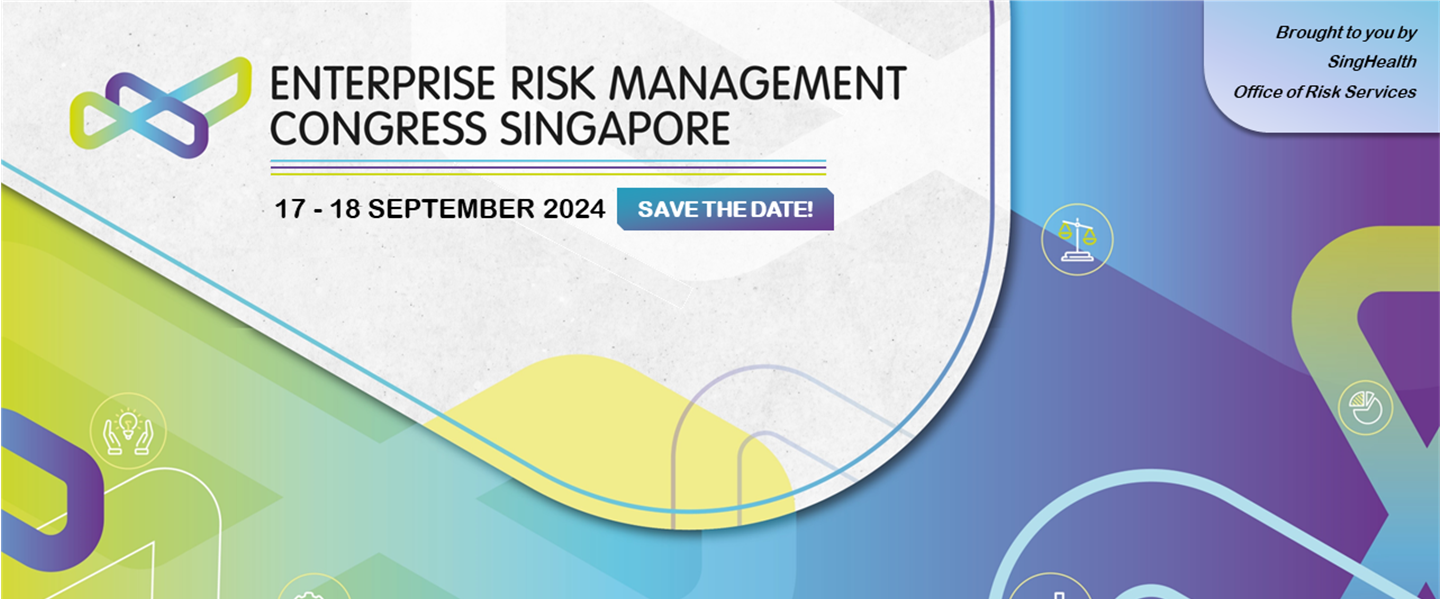 ENTERPRISE RISK MANAGEMENT
CONGRESS SINGAPORE
17 - 18 SEPTEMBER 2024 SAVE THE DATE!
Brought to you by
SingHealth
Office of Risk Services